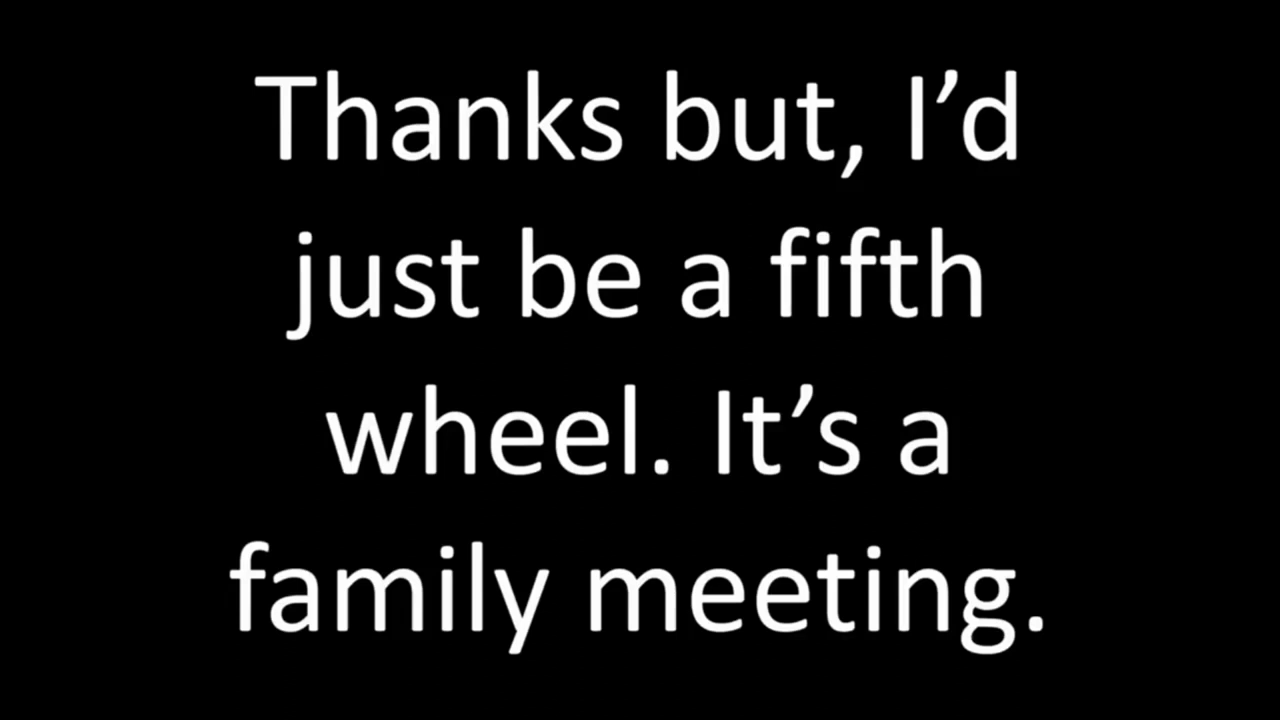 Thanks but, I’d
just be a fifth
wheel. It’s a
family meeting.